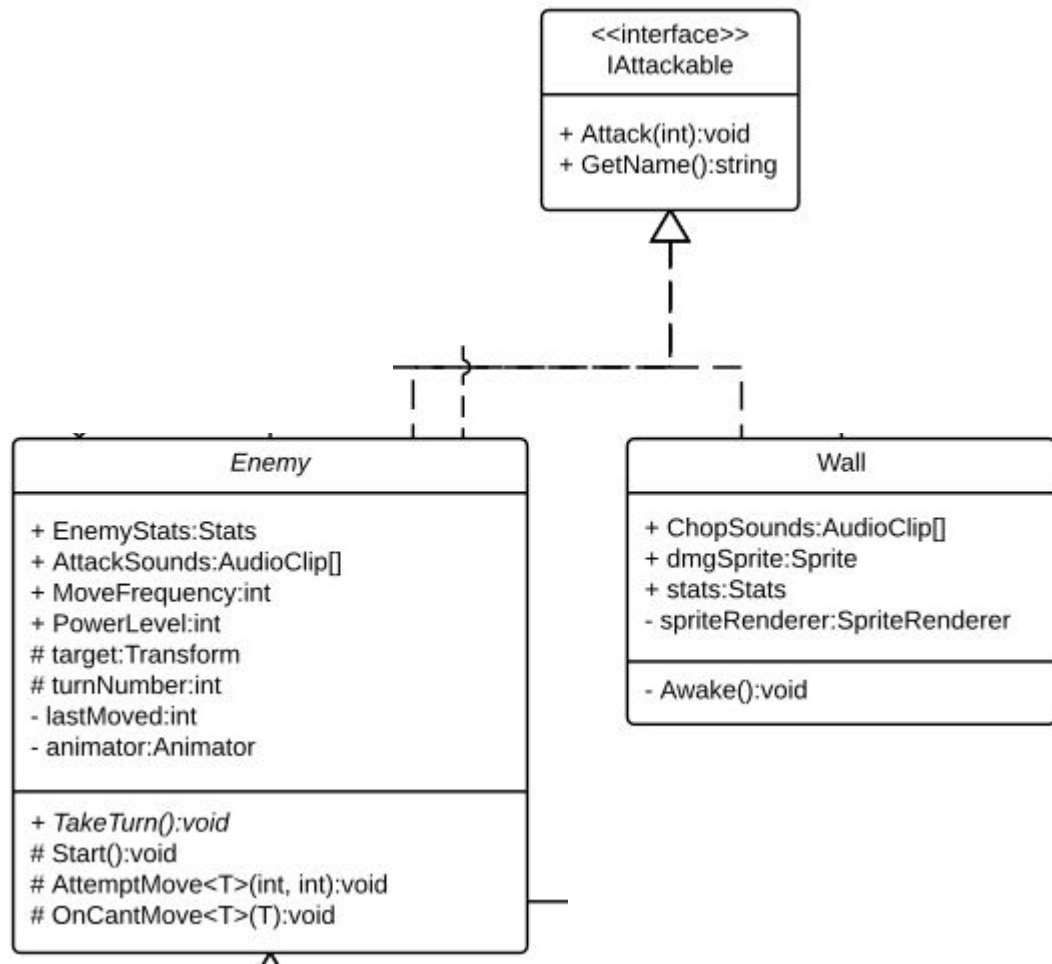 <<interface>>
IAttackable
+ Attack(int):void
+ GetName():string
Enemy
+ EnemyStats:Stats
+ AttackSounds:AudioClip[]
+ MoveFrequency:int
+ PowerLevel:int
# target:Transform
# turnNumber:int
- lastMoved:int
- animator:Animator
+ TakeTurn():void
# Start():void
# AttemptMove<T>(int, int):void
# OnCantMove<T>(T):void
Wall
+ ChopSounds:AudioClip[]
+ dmgSprite:Sprite
+ stats:Stats
- spriteRenderer:SpriteRenderer
- Awake():void